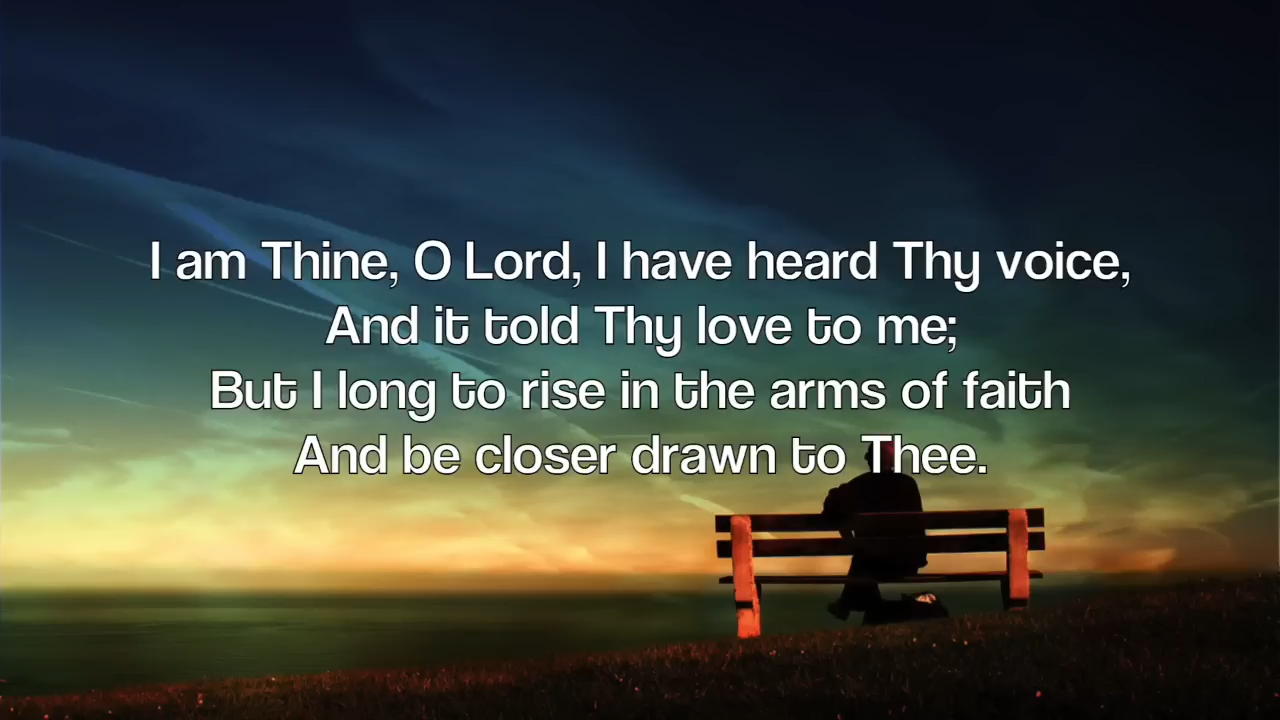 I am Thine, O Lord, I have heard Thy voice,
And it told Thy love to me;
But I long to rise in the arms of faith
And be closer drawn to Thee.